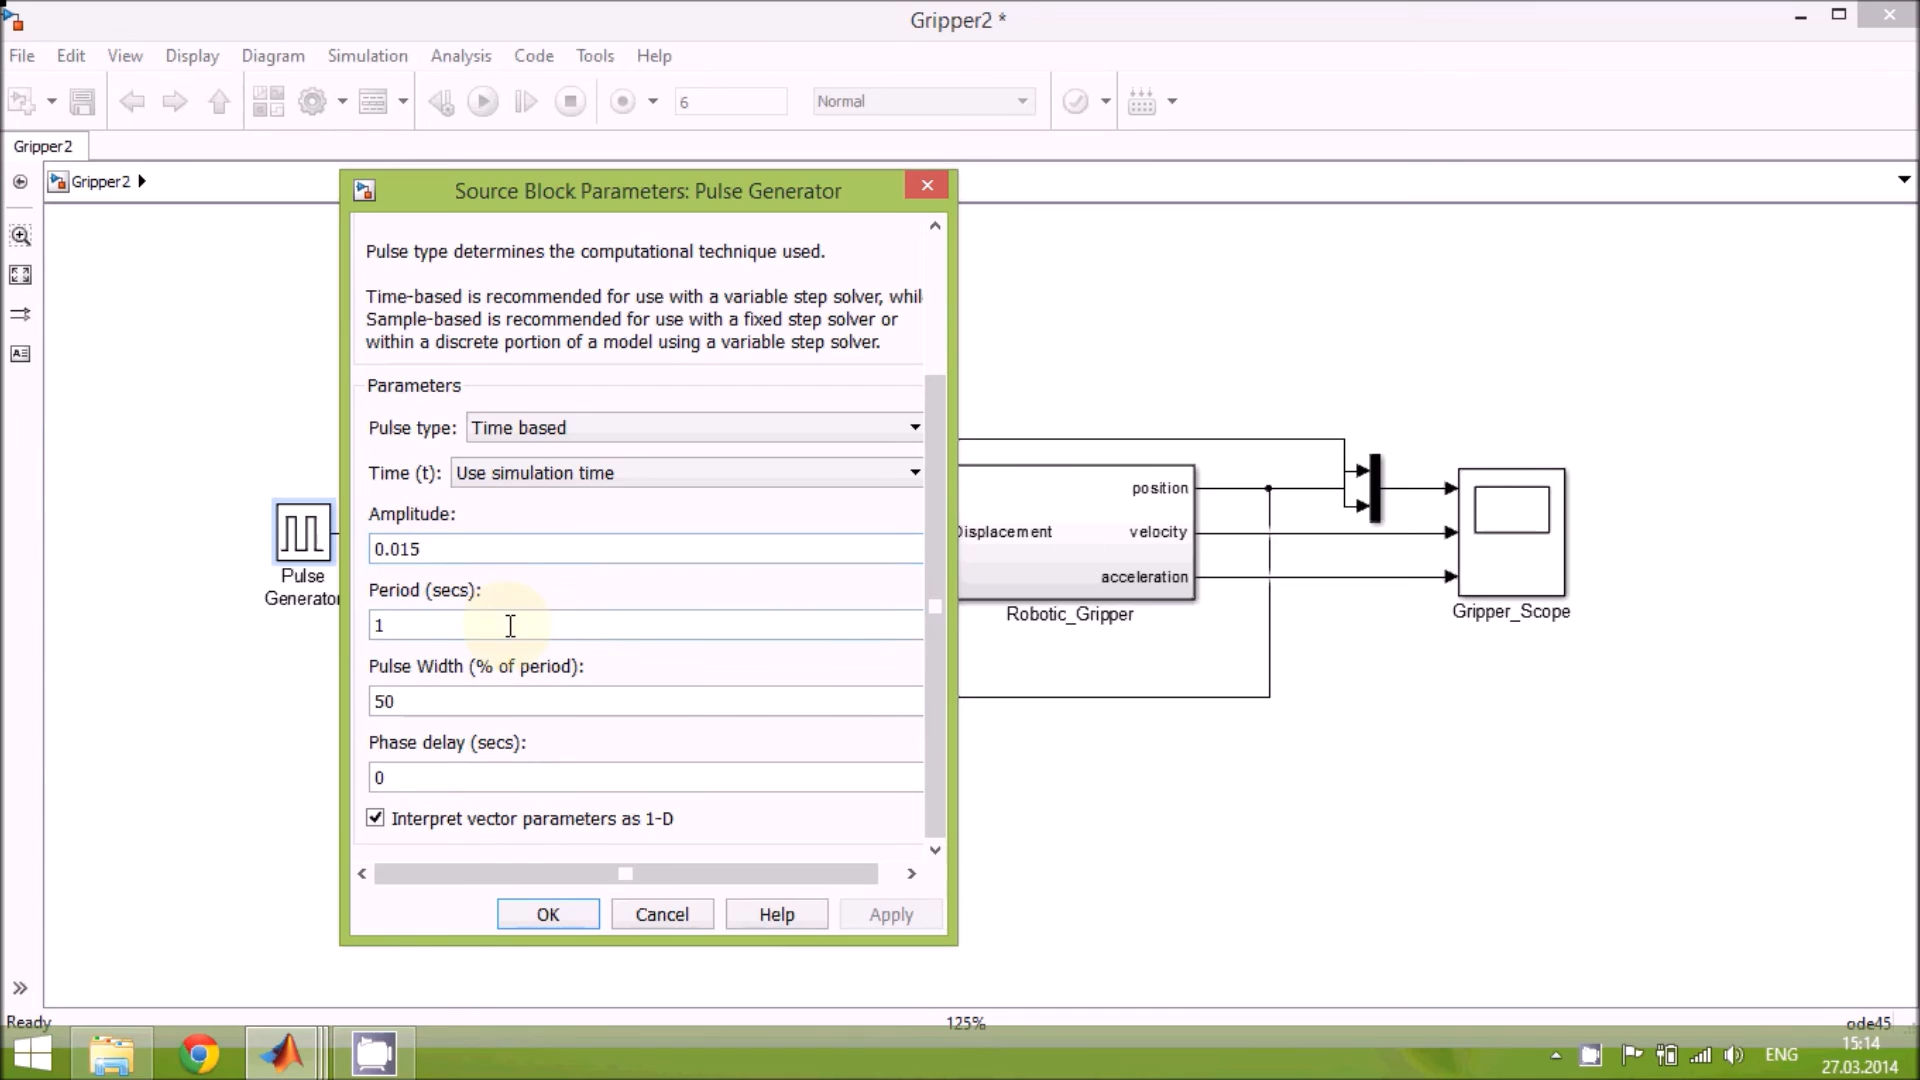 Gripper2 *
File Edit View Display Diagram Simulation Analysis Code Tools Help
6 Normal
Gripper2
Gripper2
Source Block Parameters: Pulse Generator
Pulse type determines the computational technique used.
Time-based is recommended for use with a variable step solver, whil
Sample-based is recommended for use with a fixed step solver or
within a discrete portion of a model using a variable step solver.
Parameters
Pulse type: Time based
Time (t): Use simulation time
Amplitude:
0.015
Period (secs):
1
Pulse Width (% of period):
50
Phase delay (secs):
0
Interpret vector parameters as 1-D
OK Cancel Help Apply
Pulse
Generator
position
Displacement velocity
acceleration
Robotic_Gripper
Gripper_Scope
Ready 125% ode45
ENG
15:14
27.03.2014